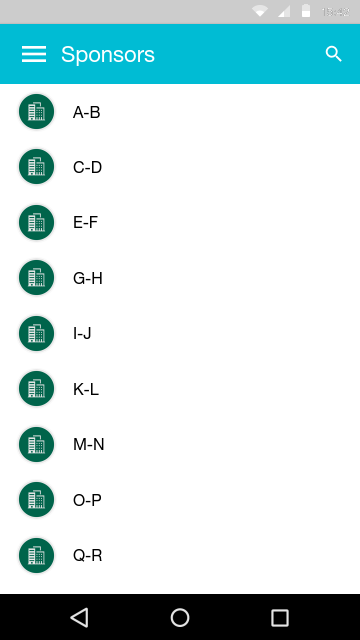 Sponsors
A-B
C-D
E-F
G-H
I-J
K-L
M-N
O-P
Q-R